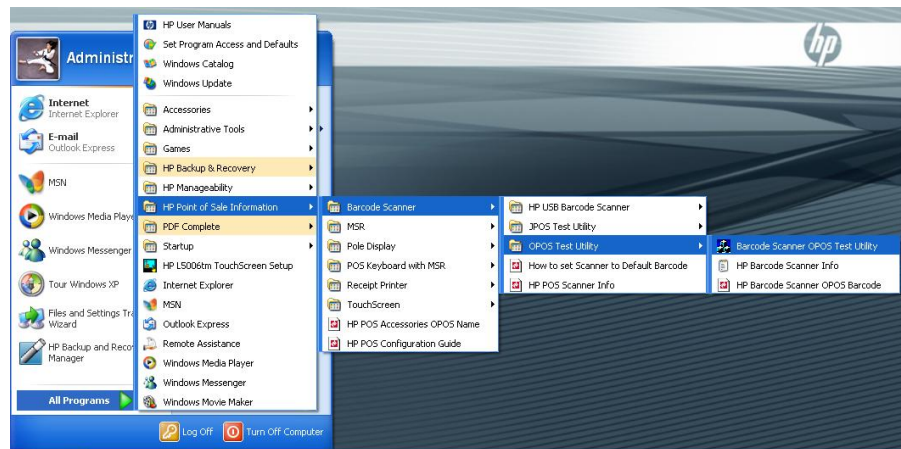 hp
Administr
Internet
Internet Explorer
E-mail
Outlook Express
MSN
Windows Media Playe
Windows Messenger
Tour Windows XP
Files and Settings Tra
Wizard
HP Backup and Reco
Manager
All Programs
Log Off
Turn Off Computer
HP User Manuals
Set Program Access and Defaults
Windows Catalog
Windows Update
Accessories
Administrative Tools
Games
HP Backup & Recovery
HP Manageability
HP Point of Sale Information
PDF Complete
Startup
HP L5006tm TouchScreen Setup
Internet Explorer
MSN
Outlook Express
Remote Assistance
Windows Media Player
Windows Messenger
Windows Movie Maker
Barcode Scanner
MSR
Pole Display
POS Keyboard with MSR
Receipt Printer
TouchScreen
HP POS Accessories OPOS Name
HP POS Configuration Guide
HP USB Barcode Scanner
JPOS Test Utility
OPOS Test Utility
How to set Scanner to Default Barcode
HP POS Scanner Info
Barcode Scanner OPOS Test Utility
HP Barcode Scanner Info
HP Barcode Scanner OPOS Barcode